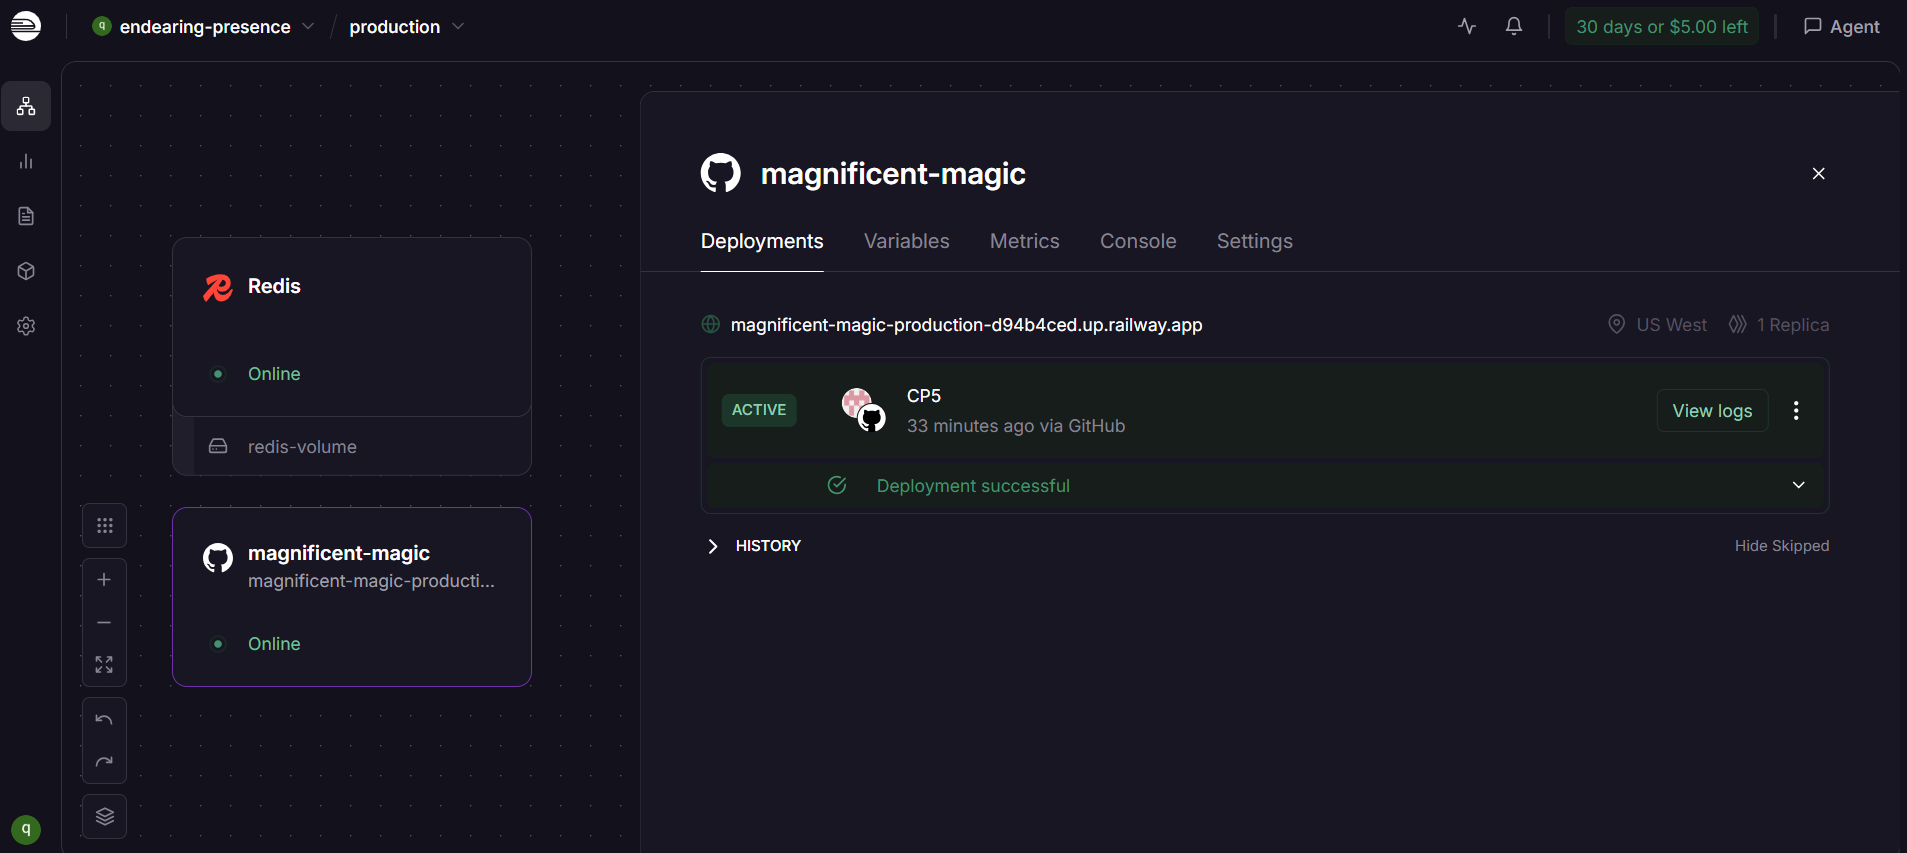 q endearing-presence / production
30 days or $5.00 left
Agent
Redis
Online
redis-volume
magnificent-magic
magnificent-magic-producti...
Online
q
magnificent-magic
Deployments Variables Metrics Console Settings
magnificent-magic-production-d94b4ced.up.railway.app
US West 1 Replica
ACTIVE
CP5
33 minutes ago via GitHub
View logs
Deployment successful
HISTORY
Hide Skipped